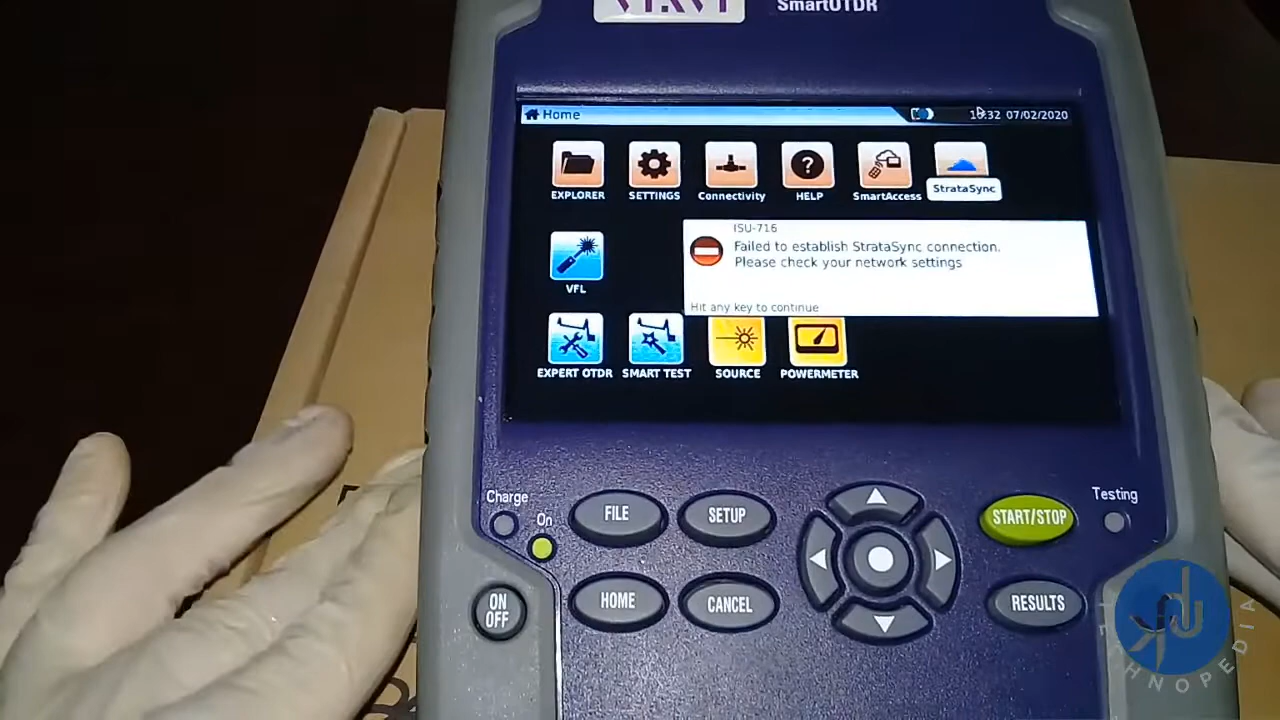 VIAVI
SmartOTDR
Home
07/02/2020
EXPLORER
SETTINGS
Connectivity
HELP
SmartAccess
StrataSync
ISU-716
Failed to establish StrataSync connection.
Please check your network settings
Hit any key to continue
VFL
EXPERT OTDR
SMART TEST
SOURCE
POWERMETER
Charge
On
FILE
SETUP
START/STOP
Testing
ON
OFF
HOME
CANCEL
RESULTS